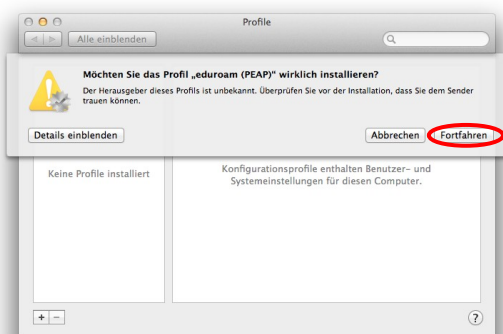 Profile
Alle einblenden
Möchten Sie das Profil „eduroam (PEAP)“ wirklich installieren?
Der Herausgeber dieses Profils ist unbekannt. Überprüfen Sie vor der Installation, dass Sie dem Sender
trauen können.
Details einblenden
Abbrechen
Fortfahren
Keine Profile installiert
Konfigurationsprofile enthalten Benutzer- und
Systemeinstellungen für diesen Computer.
+ −
?